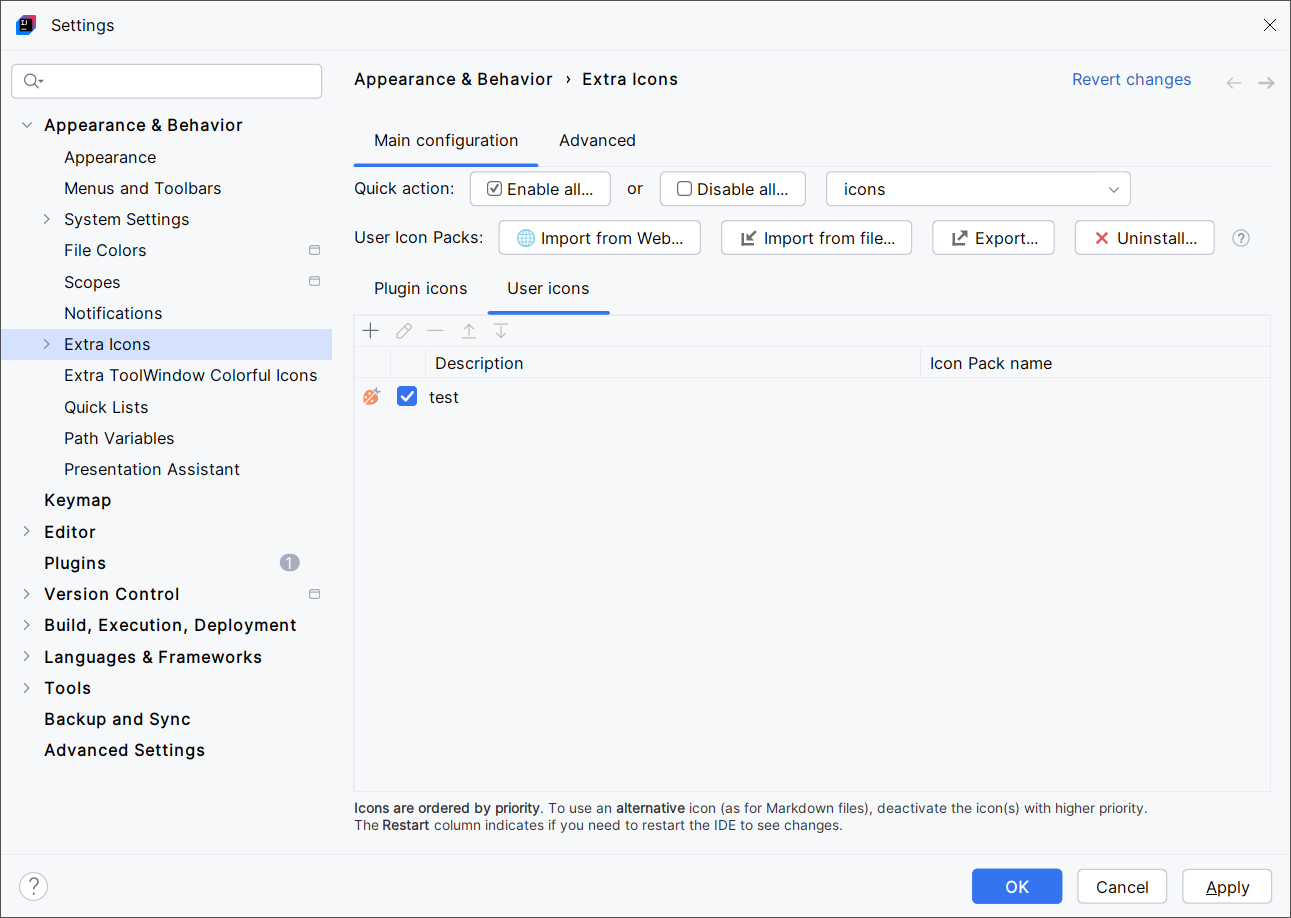 Settings
Appearance & Behavior › Extra Icons
Revert changes
Appearance & Behavior
Appearance
Menus and Toolbars
System Settings
File Colors
Scopes
Notifications
Extra Icons
Extra ToolWindow Colorful Icons
Quick Lists
Path Variables
Presentation Assistant
Keymap
Editor
Plugins 1
Version Control
Build, Execution, Deployment
Languages & Frameworks
Tools
Backup and Sync
Advanced Settings
Main configuration Advanced
Quick action: Enable all... or Disable all... icons
User Icon Packs: Import from Web... Import from file... Export... Uninstall... ?
Plugin icons User icons
Description Icon Pack name
test
Icons are ordered by priority. To use an alternative icon (as for Markdown files), deactivate the icon(s) with higher priority.
The Restart column indicates if you need to restart the IDE to see changes.
? OK Cancel Apply